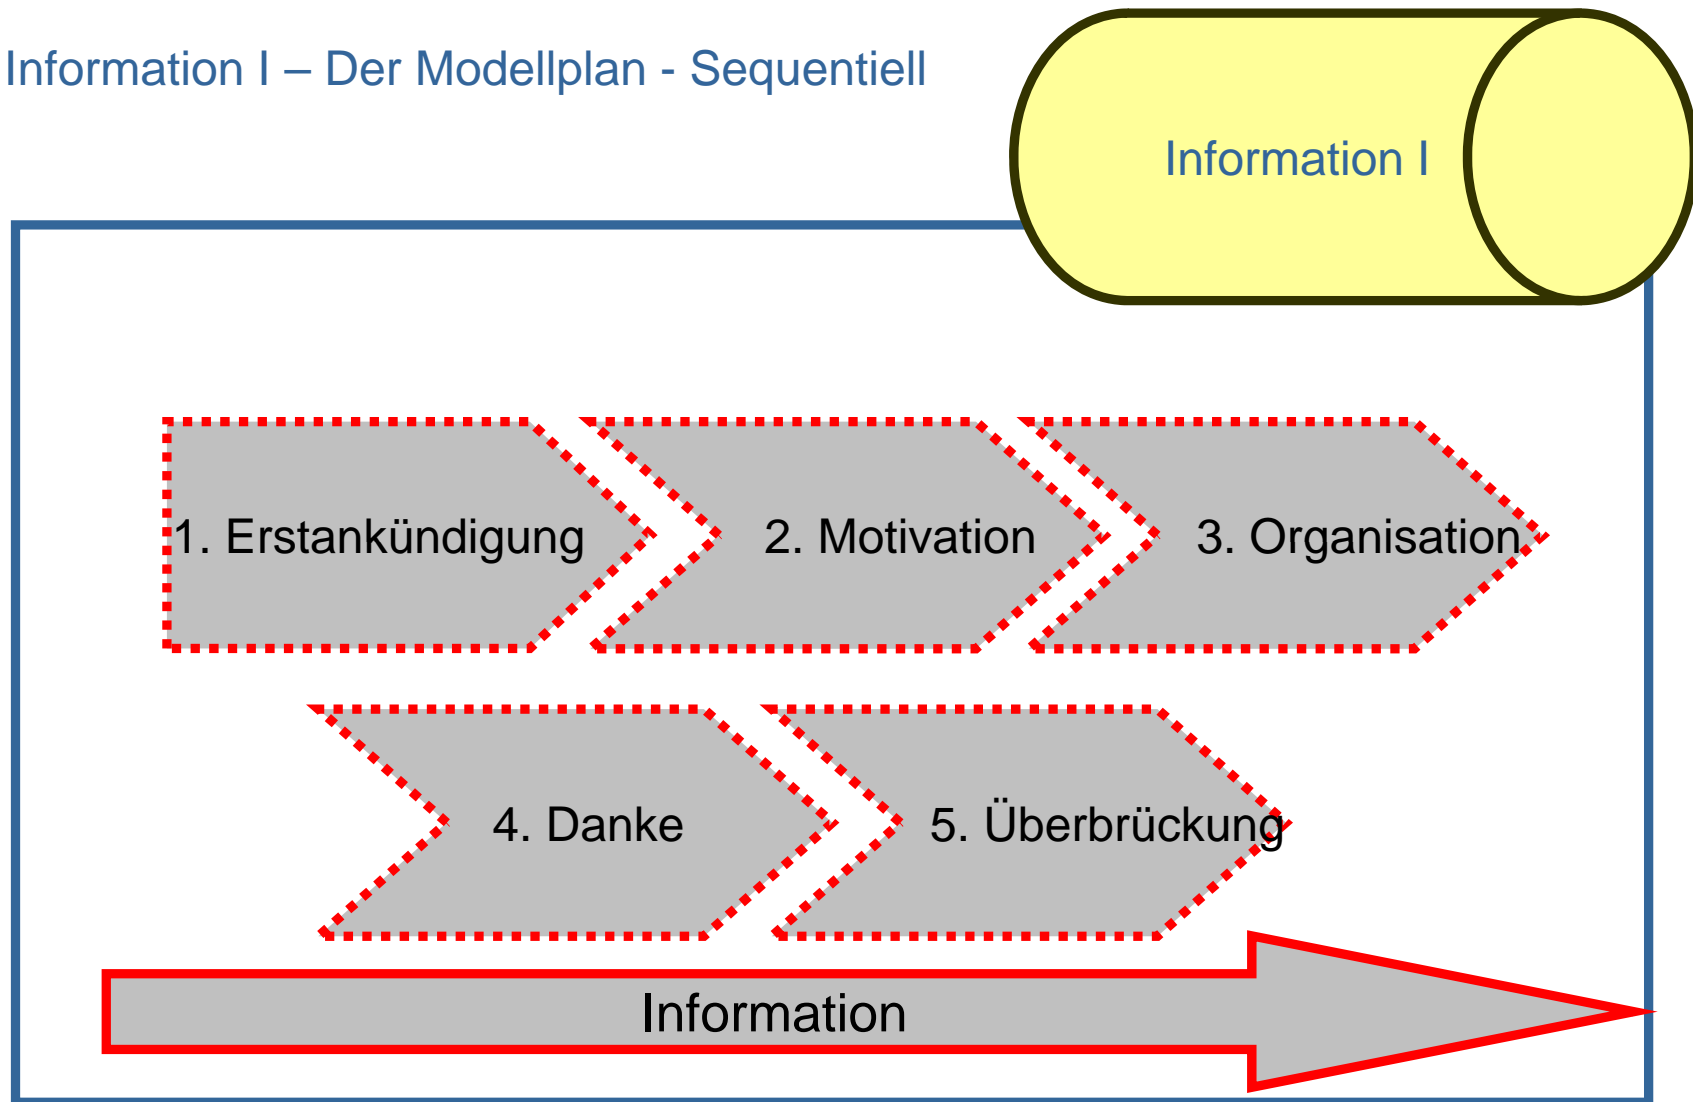 Information I – Der Modellplan - Sequentiell
Information I
1. Erstankündigung
2. Motivation
3. Organisation
4. Danke
5. Überbrückung
Information